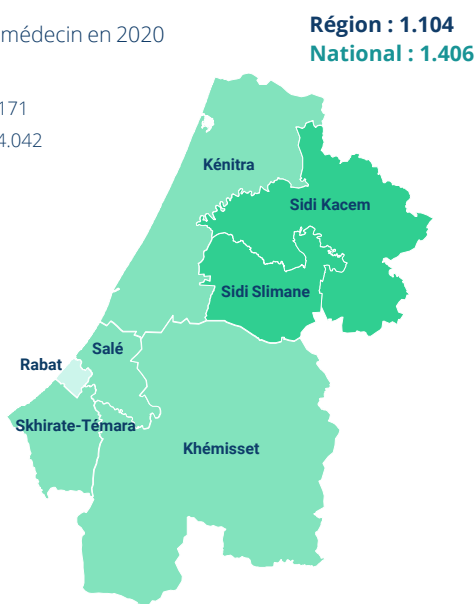 médecin en 2020
Région : 1.104
National : 1.406
171
4.042
Kénitra
Sidi Kacem
Sidi Slimane
Salé
Rabat
Skhirate-Témara
Khémisset